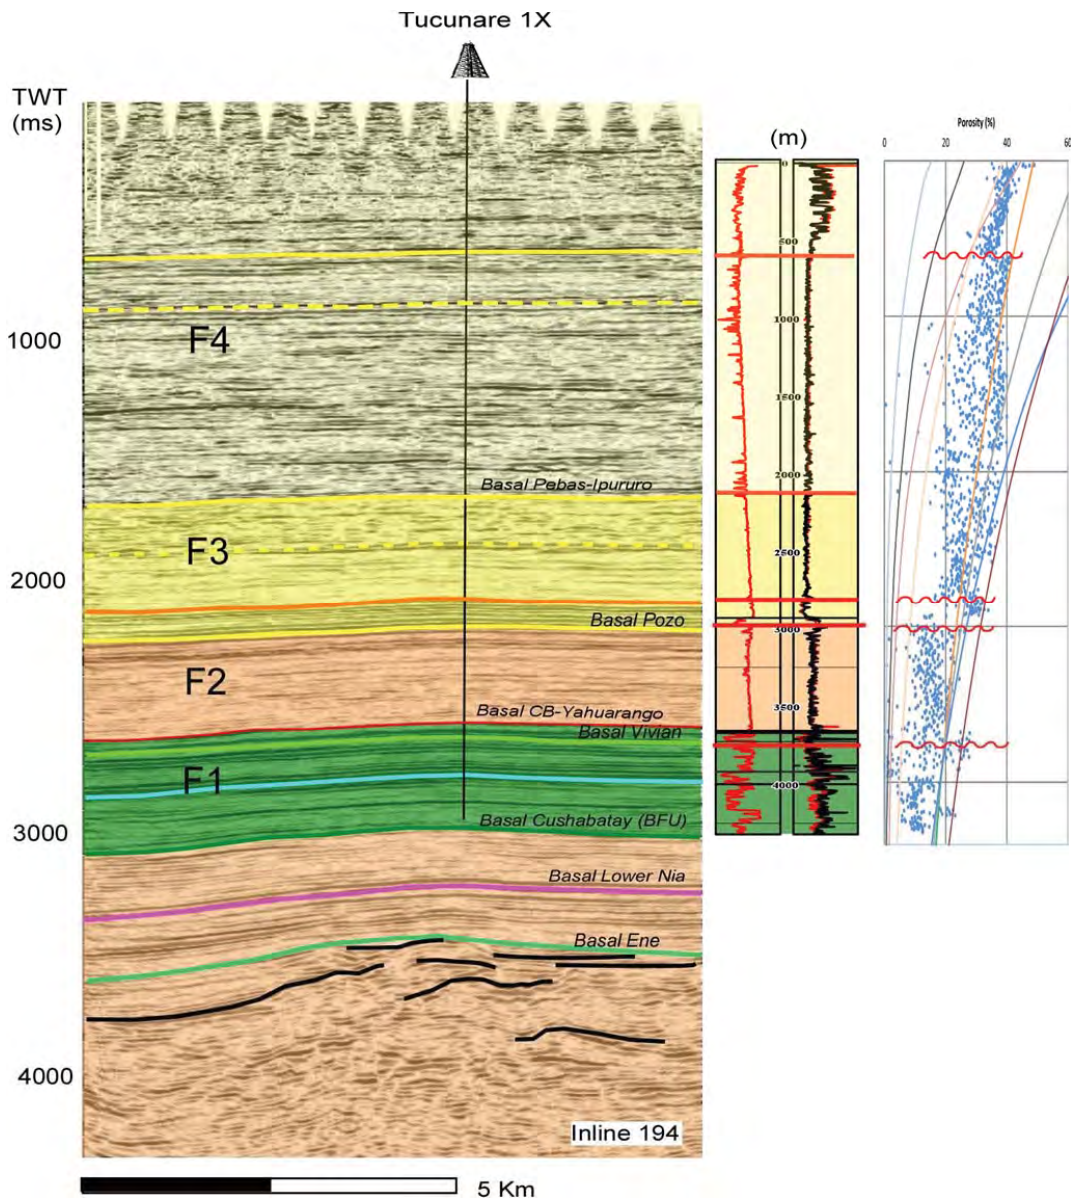 Tucunare 1X
TWT
(ms)
Porosity (%)
(m)
0 20 40 60
0
500
F4
1000
1000
1500
2000
Basal Pebas-Ipururo
F3
2500
2000
Basal Pozo
3000
F2
3500
Basal CB-Yahuarango
Basal Vivian
F1
4000
Basal Cushabatay (BFU)
3000
Basal Lower Nia
Basal Ene
4000
Inline 194
5 Km